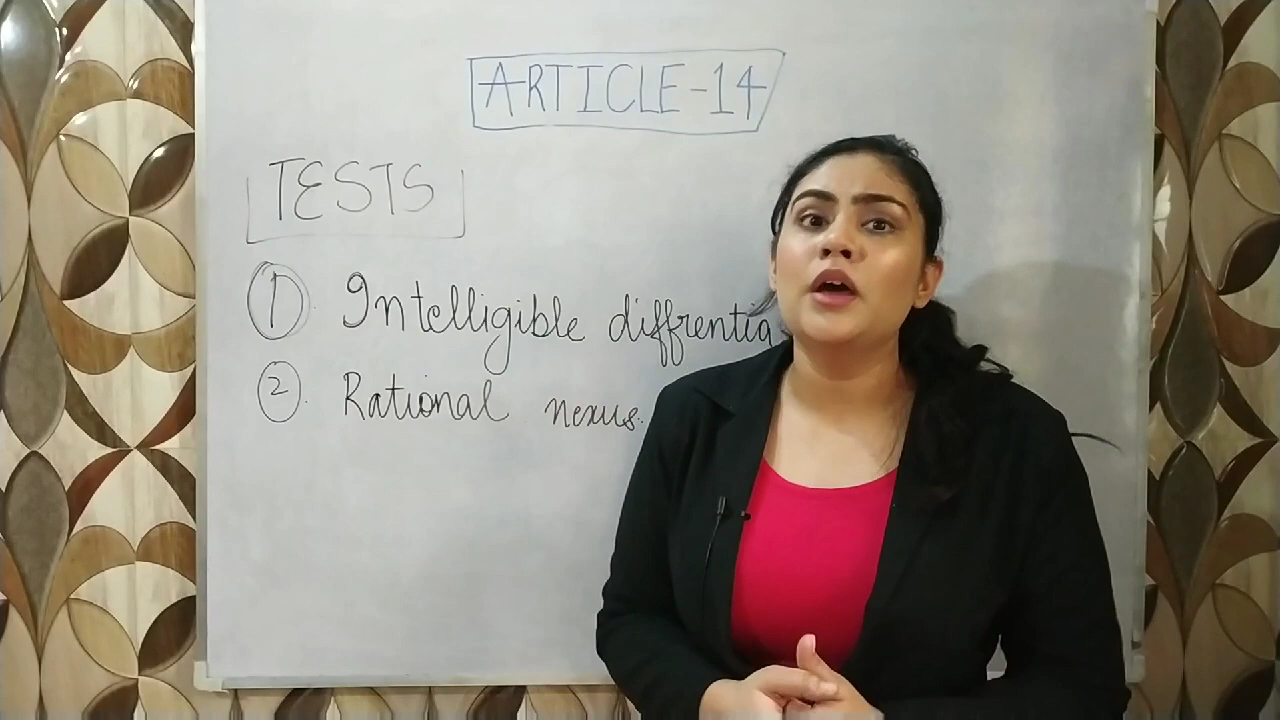 ARTICLE-14
TESTS
1. Intelligible diffrentia
2. Rational nexus.